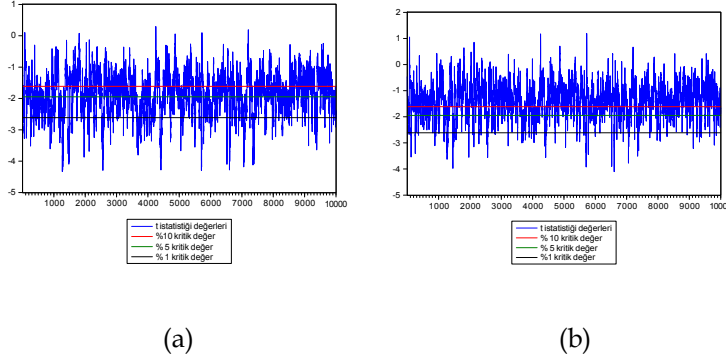 1
0
-1
-2
-3
-4
-5
1000 2000 3000 4000 5000 6000 7000 8000 9000 10000
t istatistiği değerleri
%10 kritik değer
% 5 kritik değer
% 1 kritik değer
(a)
2
1
0
-1
-2
-3
-4
-5
1000 2000 3000 4000 5000 6000 7000 8000 9000 1000
t istatistiği değerleri
% 10 kritik değer
% 5 kritik değer
%1 kritik değer
(b)